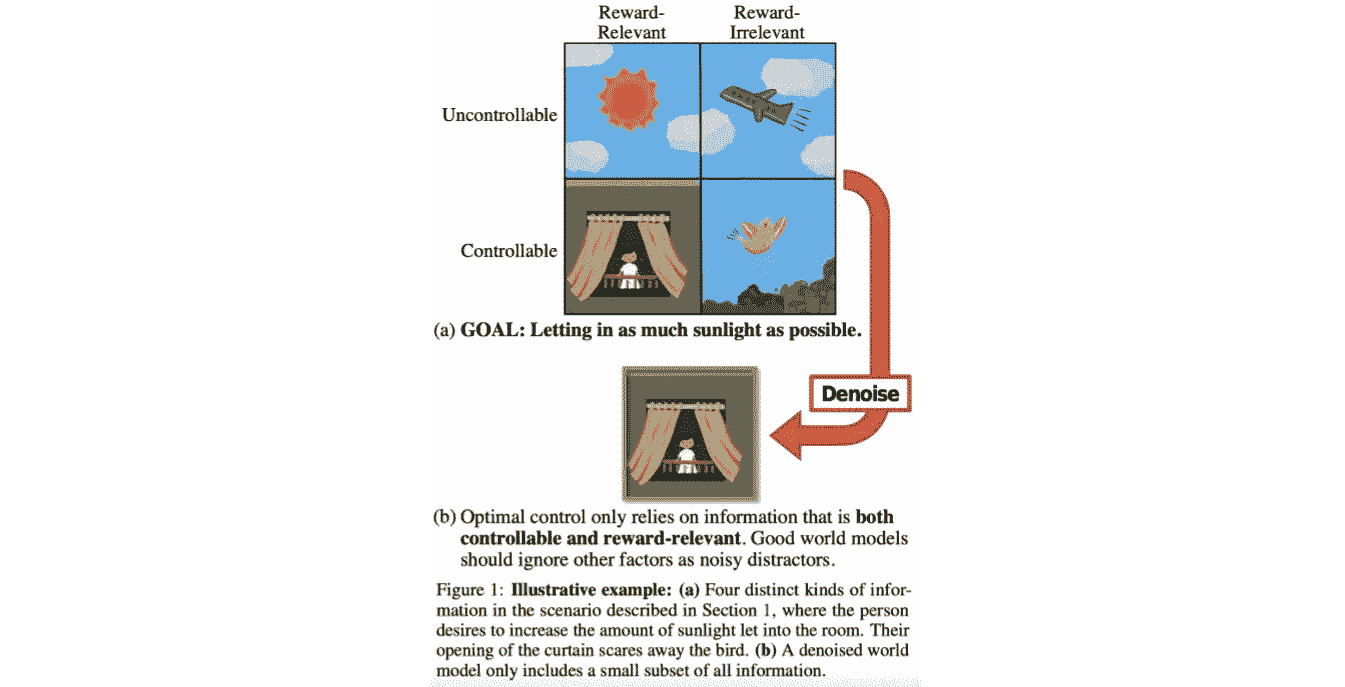 Reward-
Relevant
Reward-
Irrelevant
Uncontrollable
Controllable
(a) GOAL: Letting in as much sunlight as possible.
Denoise
(b) Optimal control only relies on information that is both
controllable and reward-relevant. Good world models
should ignore other factors as noisy distractors.
Figure 1: Illustrative example: (a) Four distinct kinds of infor-
mation in the scenario described in Section 1, where the person
desires to increase the amount of sunlight let into the room. Their
opening of the curtain scares away the bird. (b) A denoised world
model only includes a small subset of all information.